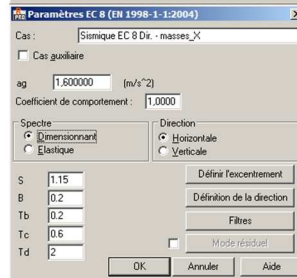 Paramètres EC 8 (EN 1998-1-1:2004)
Cas : Sismique EC 8 Dir. - masses_X
Cas auxiliaire
ag 1,600000 (m/s^2)
Coefficient de comportement : 1,0000
Spectre
Dimensionnant
Elastique
Direction
Horizontale
Verticale
S 1.15
B 0.2
Tb 0.2
Tc 0.6
Td 2
Définir l'excentrement
Définition de la direction
Filtres
Mode résiduel
OK Annuler Aide